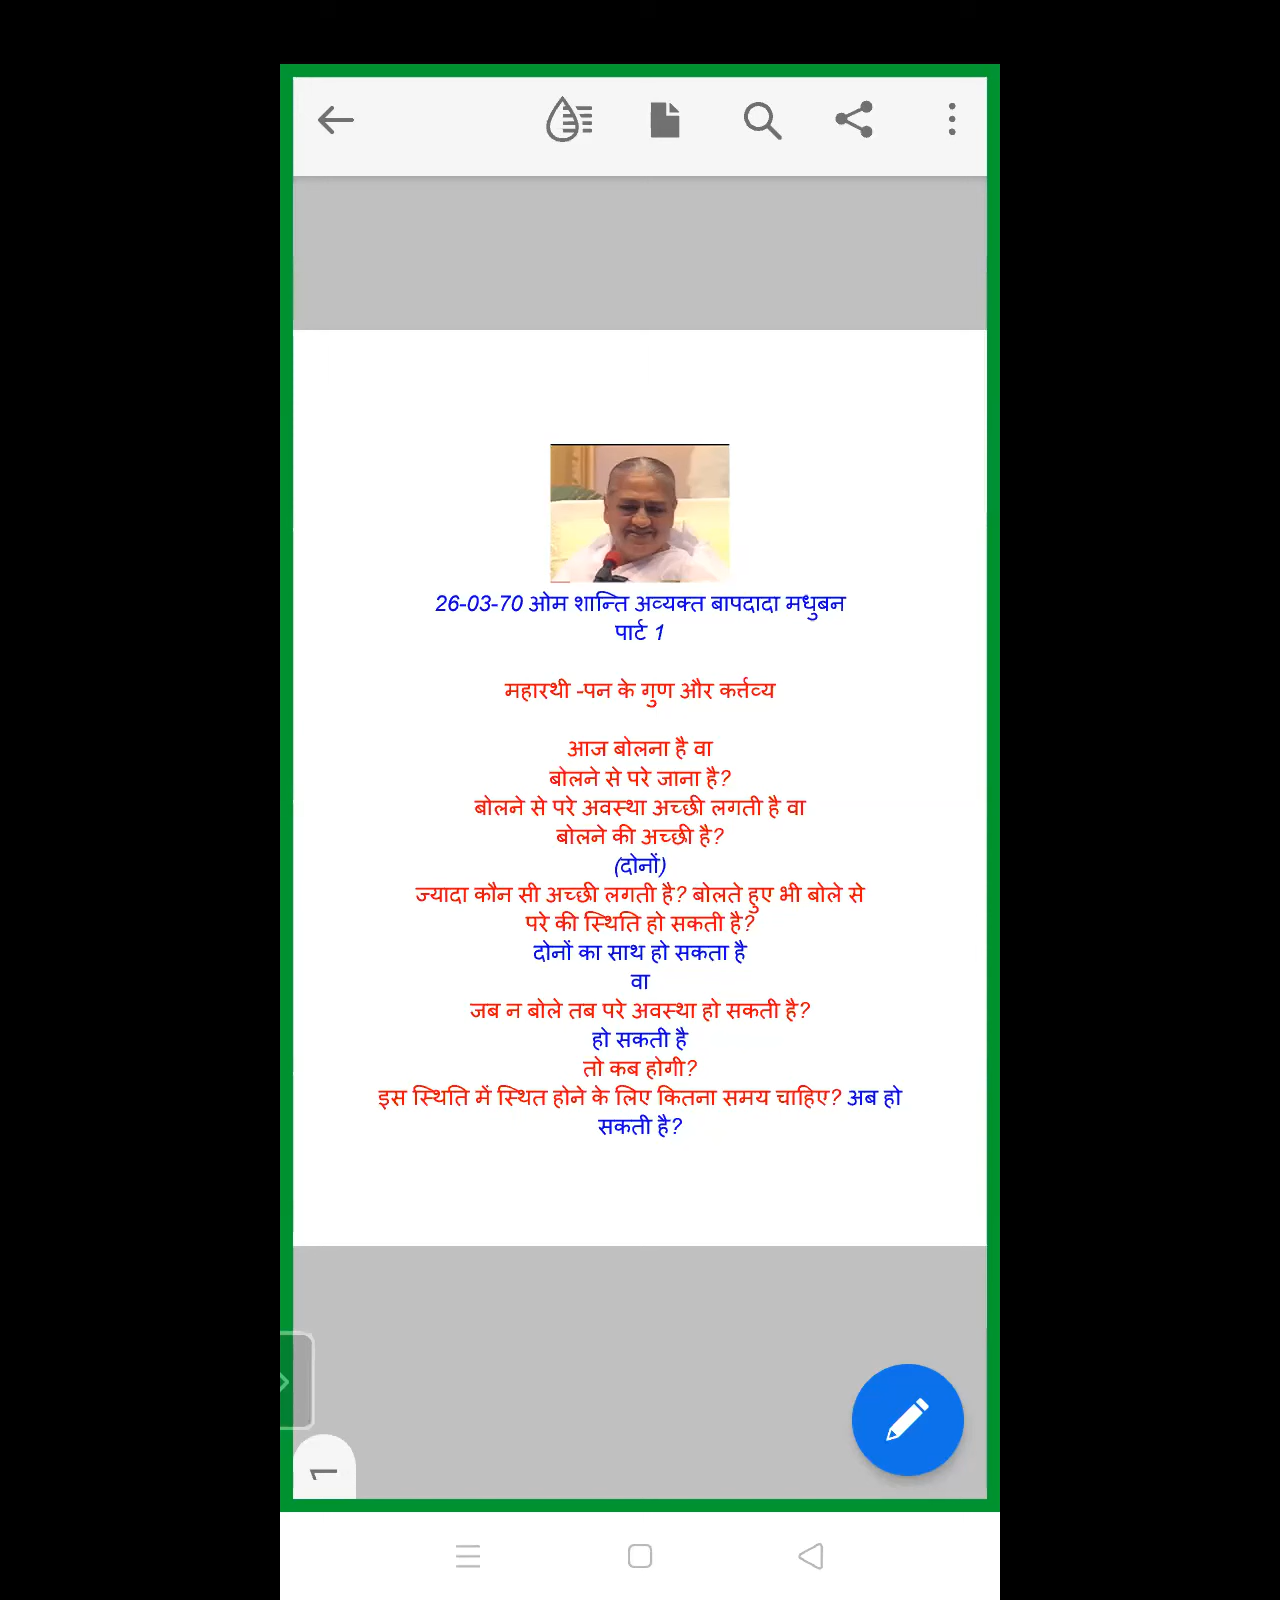 26-03-70 ओम शान्ति अव्यक्त बापदादा मधुबन
पार्ट 1
महारथी -पन के गुण और कर्त्तव्य
आज बोलना है वा
बोलने से परे जाना है?
बोलने से परे अवस्था अच्छी लगती है वा
बोलने की अच्छी है?
(दोनों)
ज्यादा कौन सी अच्छी लगती है? बोलते हुए भी बोले से
परे की स्थिति हो सकती है?
दोनों का साथ हो सकता है
वा
जब न बोले तब परे अवस्था हो सकती है?
हो सकती है
तो कब होगी?
इस स्थिति में स्थित होने के लिए कितना समय चाहिए? अब हो
सकती है?
1